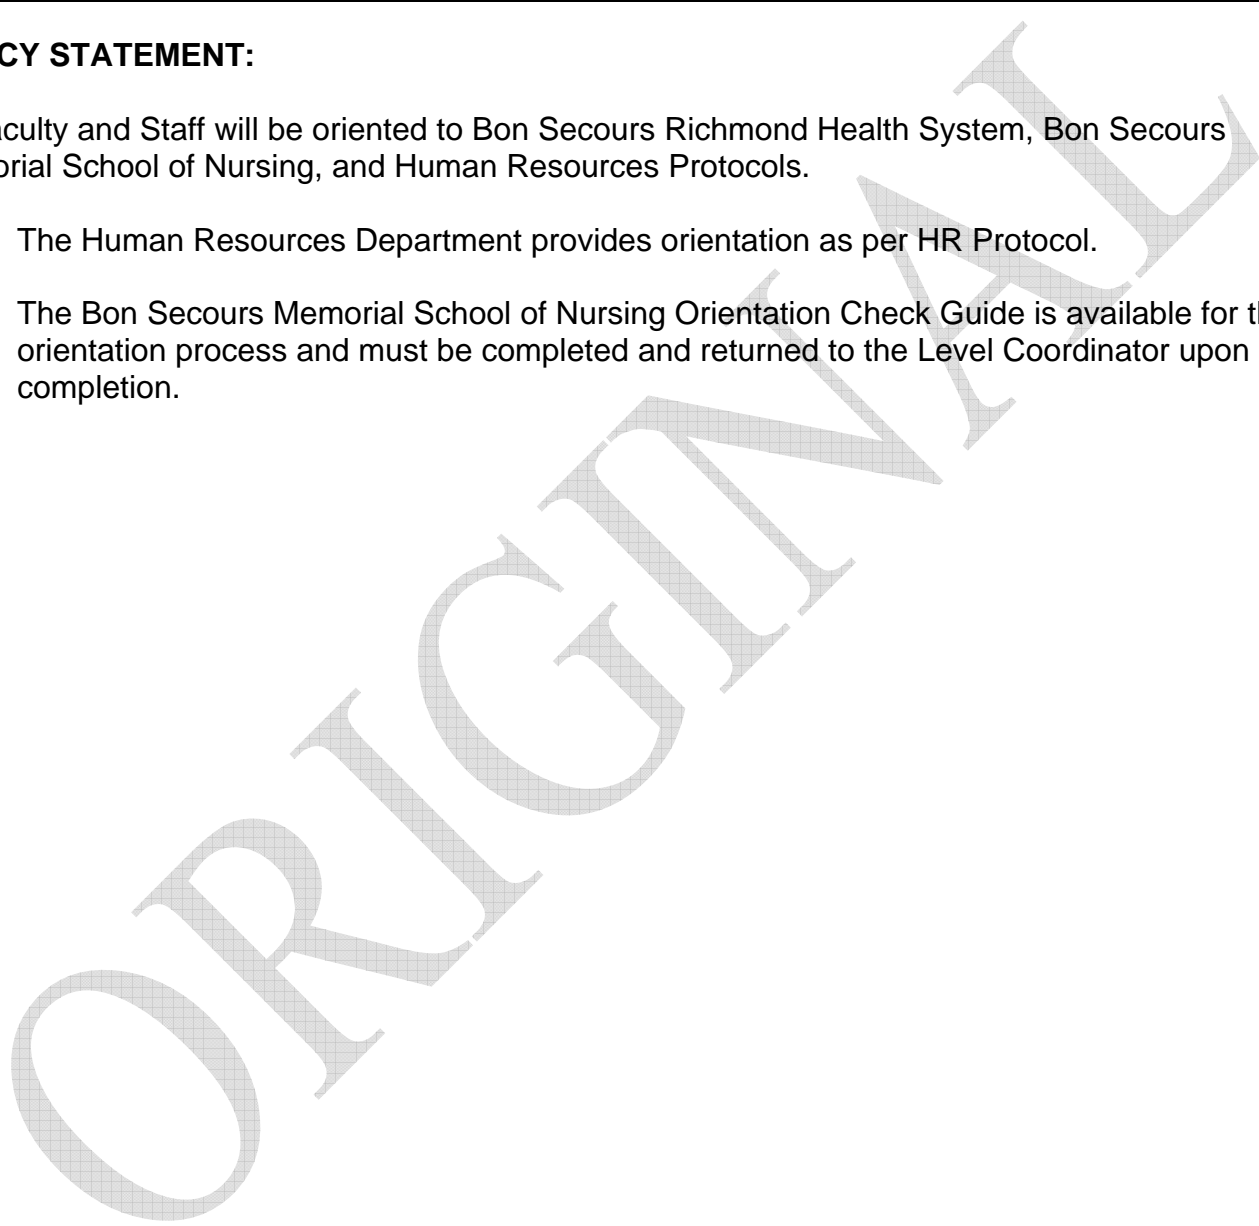 CY STATEMENT:
aculty and Staff will be oriented to Bon Secours Richmond Health System, Bon Secours
orial School of Nursing, and Human Resources Protocols.
The Human Resources Department provides orientation as per HR Protocol.
The Bon Secours Memorial School of Nursing Orientation Check Guide is available for th
orientation process and must be completed and returned to the Level Coordinator upon
completion.
ORIGINAL